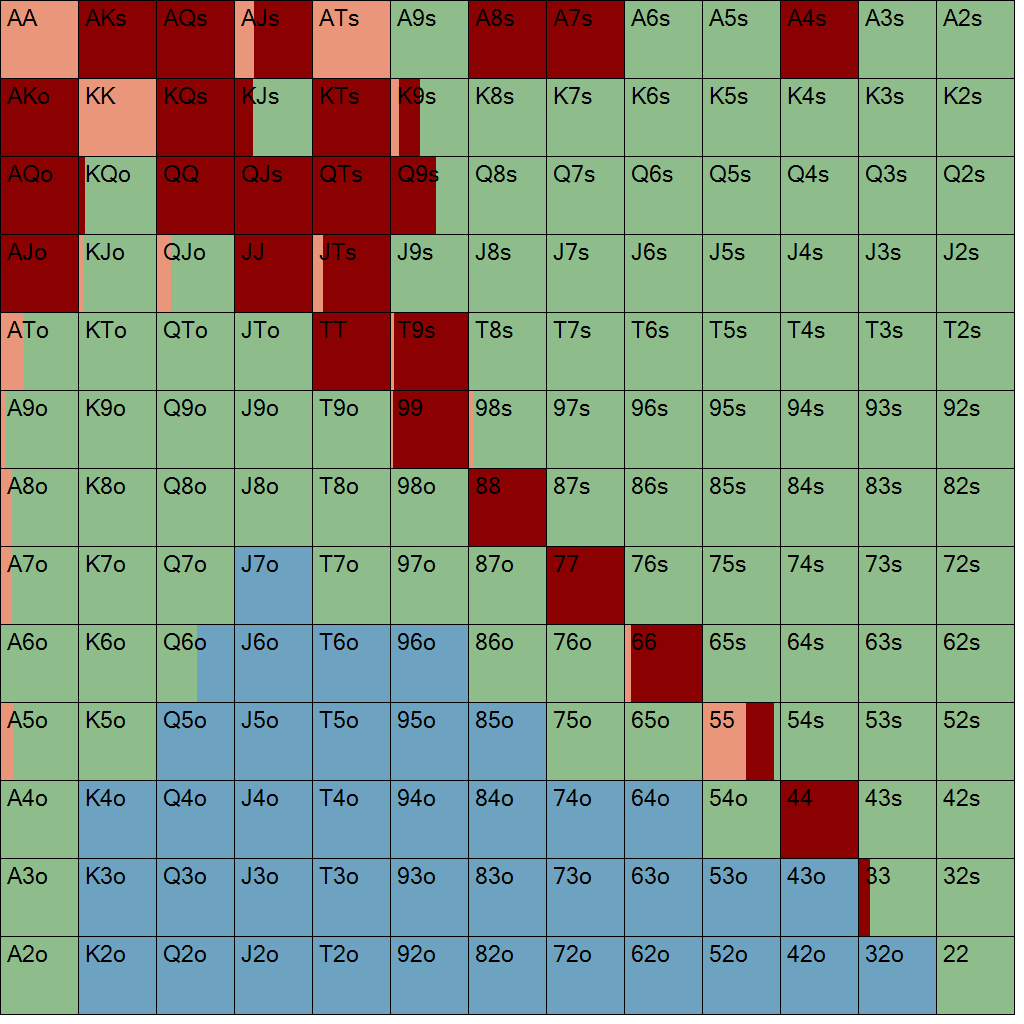 AA AKs AQs AJs ATs A9s A8s A7s A6s A5s A4s A3s A2s
AKo KK KQs KJs KTs K9s K8s K7s K6s K5s K4s K3s K2s
AQo KQo QQ QJs QTs Q9s Q8s Q7s Q6s Q5s Q4s Q3s Q2s
AJo KJo QJo JJ JTs J9s J8s J7s J6s J5s J4s J3s J2s
ATo KTo QTo JTo TT T9s T8s T7s T6s T5s T4s T3s T2s
A9o K9o Q9o J9o T9o 99 98s 97s 96s 95s 94s 93s 92s
A8o K8o Q8o J8o T8o 98o 88 87s 86s 85s 84s 83s 82s
A7o K7o Q7o J7o T7o 97o 87o 77 76s 75s 74s 73s 72s
A6o K6o Q6o J6o T6o 96o 86o 76o 66 65s 64s 63s 62s
A5o K5o Q5o J5o T5o 95o 85o 75o 65o 55 54s 53s 52s
A4o K4o Q4o J4o T4o 94o 84o 74o 64o 54o 44 43s 42s
A3o K3o Q3o J3o T3o 93o 83o 73o 63o 53o 43o 33 32s
A2o K2o Q2o J2o T2o 92o 82o 72o 62o 52o 42o 32o 22